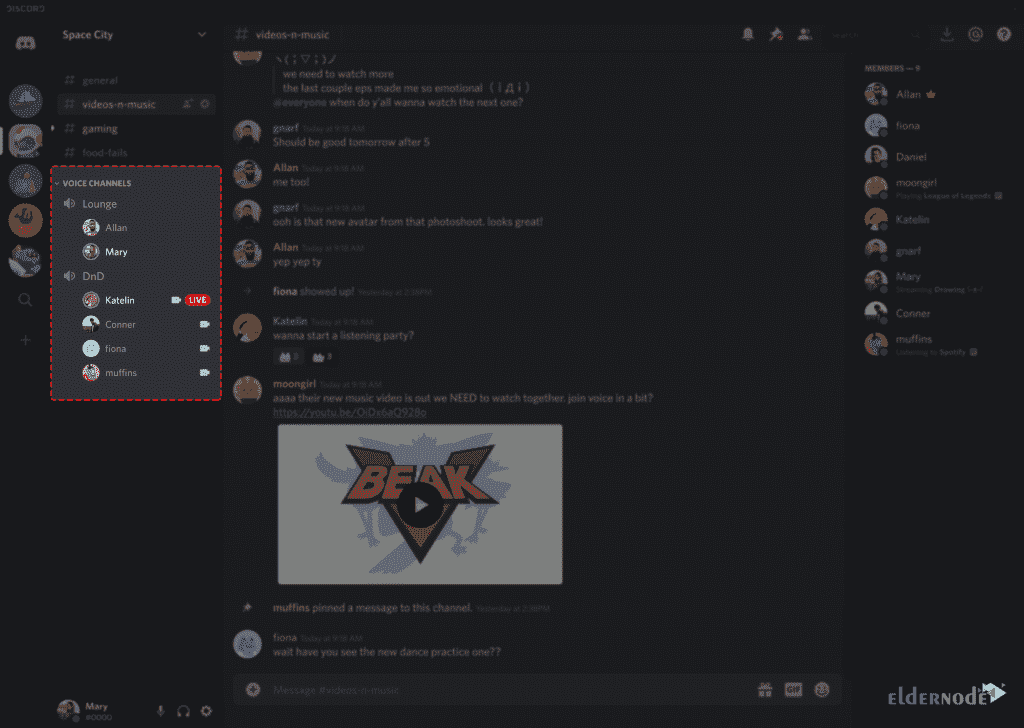 DISCORD
Space City
# general
# videos-n-music
# gaming
# food-fails
VOICE CHANNELS
Lounge
Allan
Mary
DnD
Katelin LIVE
Conner
fiona
muffins
Mary
#0000
# videos-n-music
search
we need to watch more
the last couple eps made me so emotional ( ; Д ; )
@everyone when do y'all wanna watch the next one?
gnarf Today at 9:18 AM
Should be good tomorrow after 5
Allan Today at 9:18 AM
me too!
gnarf Today at 9:18 AM
ooh is that new avatar from that photoshoot. looks great!
Allan Today at 9:18 AM
yep yep ty
fiona showed up! Yesterday at 2:38PM
Katelin Today at 9:18 AM
wanna start a listening party?
3 3
moongirl Today at 9:18 AM
aaaa their new music video is out we NEED to watch together. join voice in a bit?
https://youtu.be/OiDx6aQ928o
BEAK
muffins pinned a message to this channel. Yesterday at 2:38PM
fiona Today at 9:18 AM
wait have you see the new dance practice one??
Message #videos-n-music
GIF
MEMBERS — 9
Allan
fiona
Daniel
moongirl
Playing League of Legends
Katelin
gnarf
Mary
Streaming Drawing
Conner
muffins
Listening to Spotify
ELDERNODE